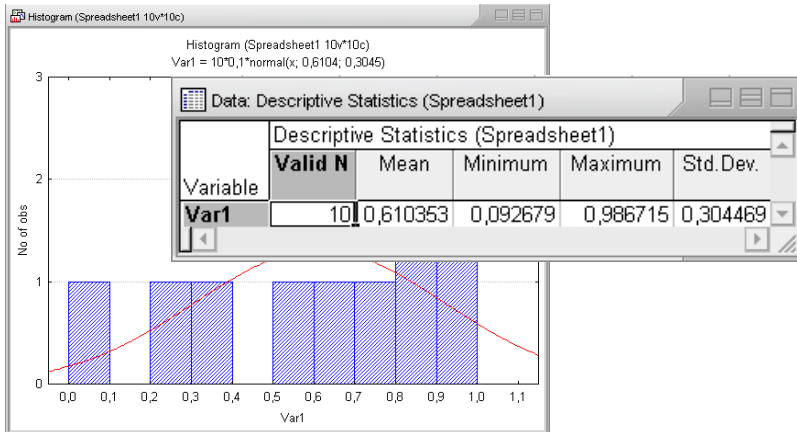 Histogram (Spreadsheet1 10v*10c)
Histogram (Spreadsheet1 10v*10c)
Var1 = 10*0,1*normal(x; 0,6104; 0,3045)
3
2
1
0
No of obs
0,0 0,1 0,2 0,3 0,4 0,5 0,6 0,7 0,8 0,9 1,0 1,1
Var1
Data: Descriptive Statistics (Spreadsheet1)
Descriptive Statistics (Spreadsheet1)
Variable Valid N Mean Minimum Maximum Std.Dev.
Var1 10 0,610353 0,092679 0,986715 0,304469